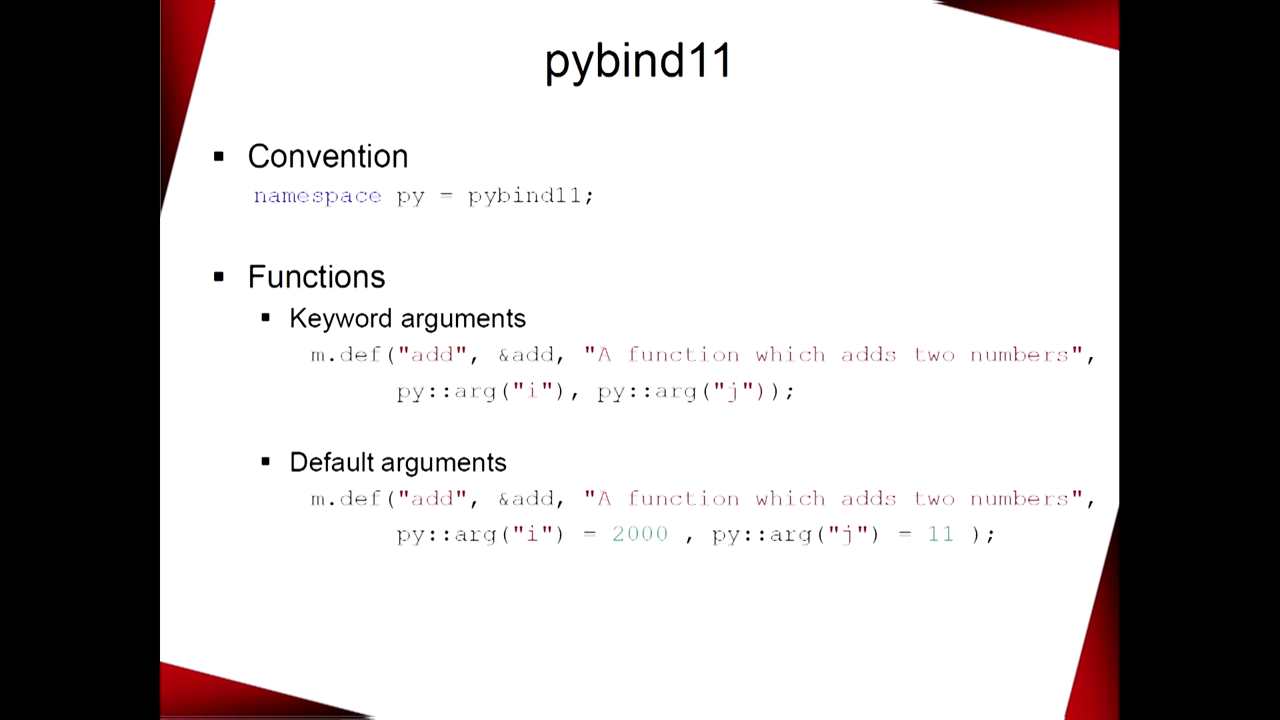 pybind11
▪ Convention
namespace py = pybind11;
▪ Functions
▪ Keyword arguments
m.def("add", &add, "A function which adds two numbers",
py::arg("i"), py::arg("j"));
▪ Default arguments
m.def("add", &add, "A function which adds two numbers",
py::arg("i") = 2000 , py::arg("j") = 11 );